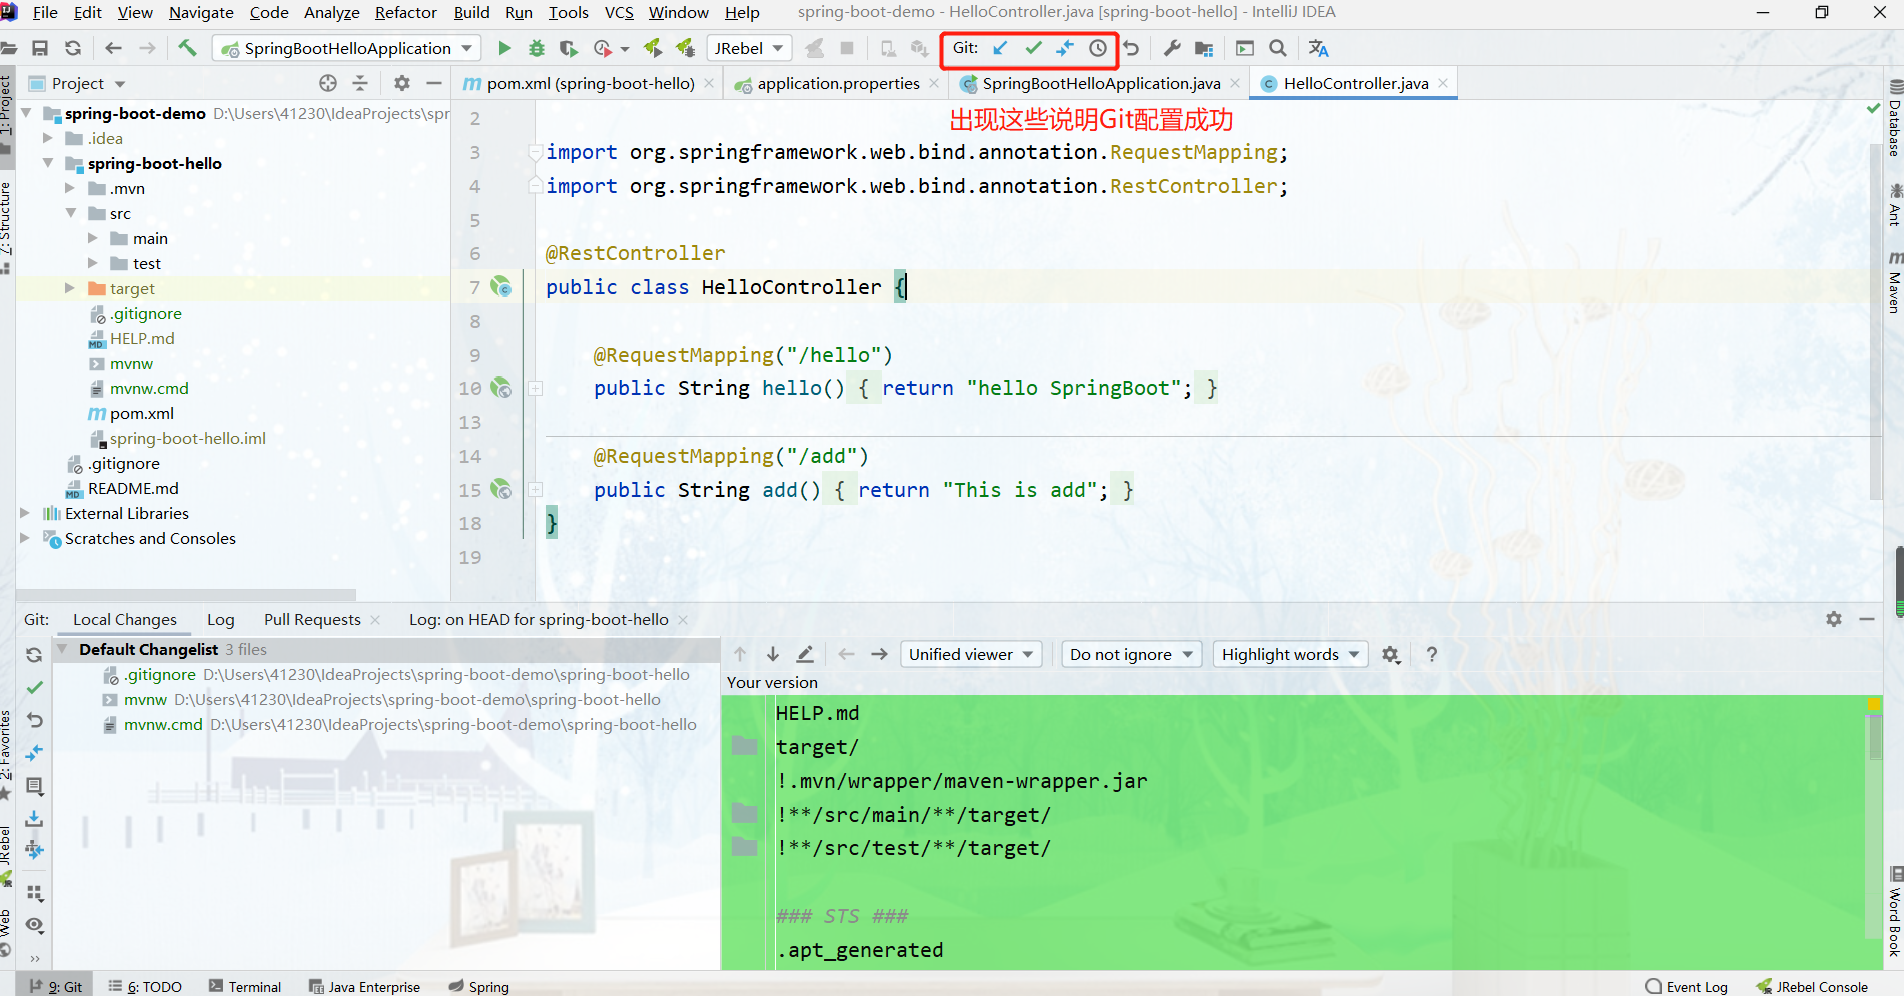 File Edit View Navigate Code Analyze Refactor Build Run Tools VCS Window Help spring-boot-demo - HelloController.java [spring-boot-hello] - IntelliJ IDEA
SpringBootHelloApplication JRebel Git:
Project
pom.xml (spring-boot-hello) application.properties SpringBootHelloApplication.java HelloController.java
出现这些说明Git配置成功
1: Project
7: Structure
2: Favorites
JRebel
Web
spring-boot-demo D:\Users\41230\IdeaProjects\spr
.idea
spring-boot-hello
.mvn
src
main
test
target
.gitignore
HELP.md
mvnw
mvnw.cmd
pom.xml
spring-boot-hello.iml
.gitignore
README.md
External Libraries
Scratches and Consoles
2
3 import org.springframework.web.bind.annotation.RequestMapping;
4 import org.springframework.web.bind.annotation.RestController;
5
6 @RestController
7 public class HelloController {
8
9 @RequestMapping("/hello")
10 public String hello() { return "hello SpringBoot"; }
13
14 @RequestMapping("/add")
15 public String add() { return "This is add"; }
18 }
19
Database
Ant
Maven
Word Book
Git: Local Changes Log Pull Requests Log: on HEAD for spring-boot-hello
Default Changelist 3 files
.gitignore D:\Users\41230\IdeaProjects\spring-boot-demo\spring-boot-hello
mvnw D:\Users\41230\IdeaProjects\spring-boot-demo\spring-boot-hello
mvnw.cmd D:\Users\41230\IdeaProjects\spring-boot-demo\spring-boot-hello
Unified viewer Do not ignore Highlight words ?
Your version
HELP.md
target/
!.mvn/wrapper/maven-wrapper.jar
!**/src/main/**/target/
!**/src/test/**/target/
### STS ###
.apt_generated
9: Git 6: TODO Terminal Java Enterprise Spring Event Log JRebel Console